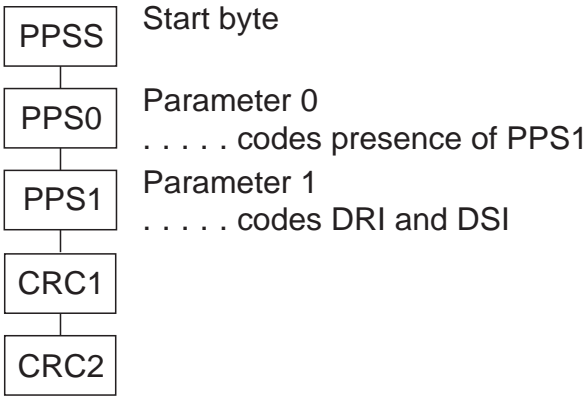 PPSS Start byte
PPS0 Parameter 0
. . . . . codes presence of PPS1
PPS1 Parameter 1
. . . . . codes DRI and DSI
CRC1
CRC2